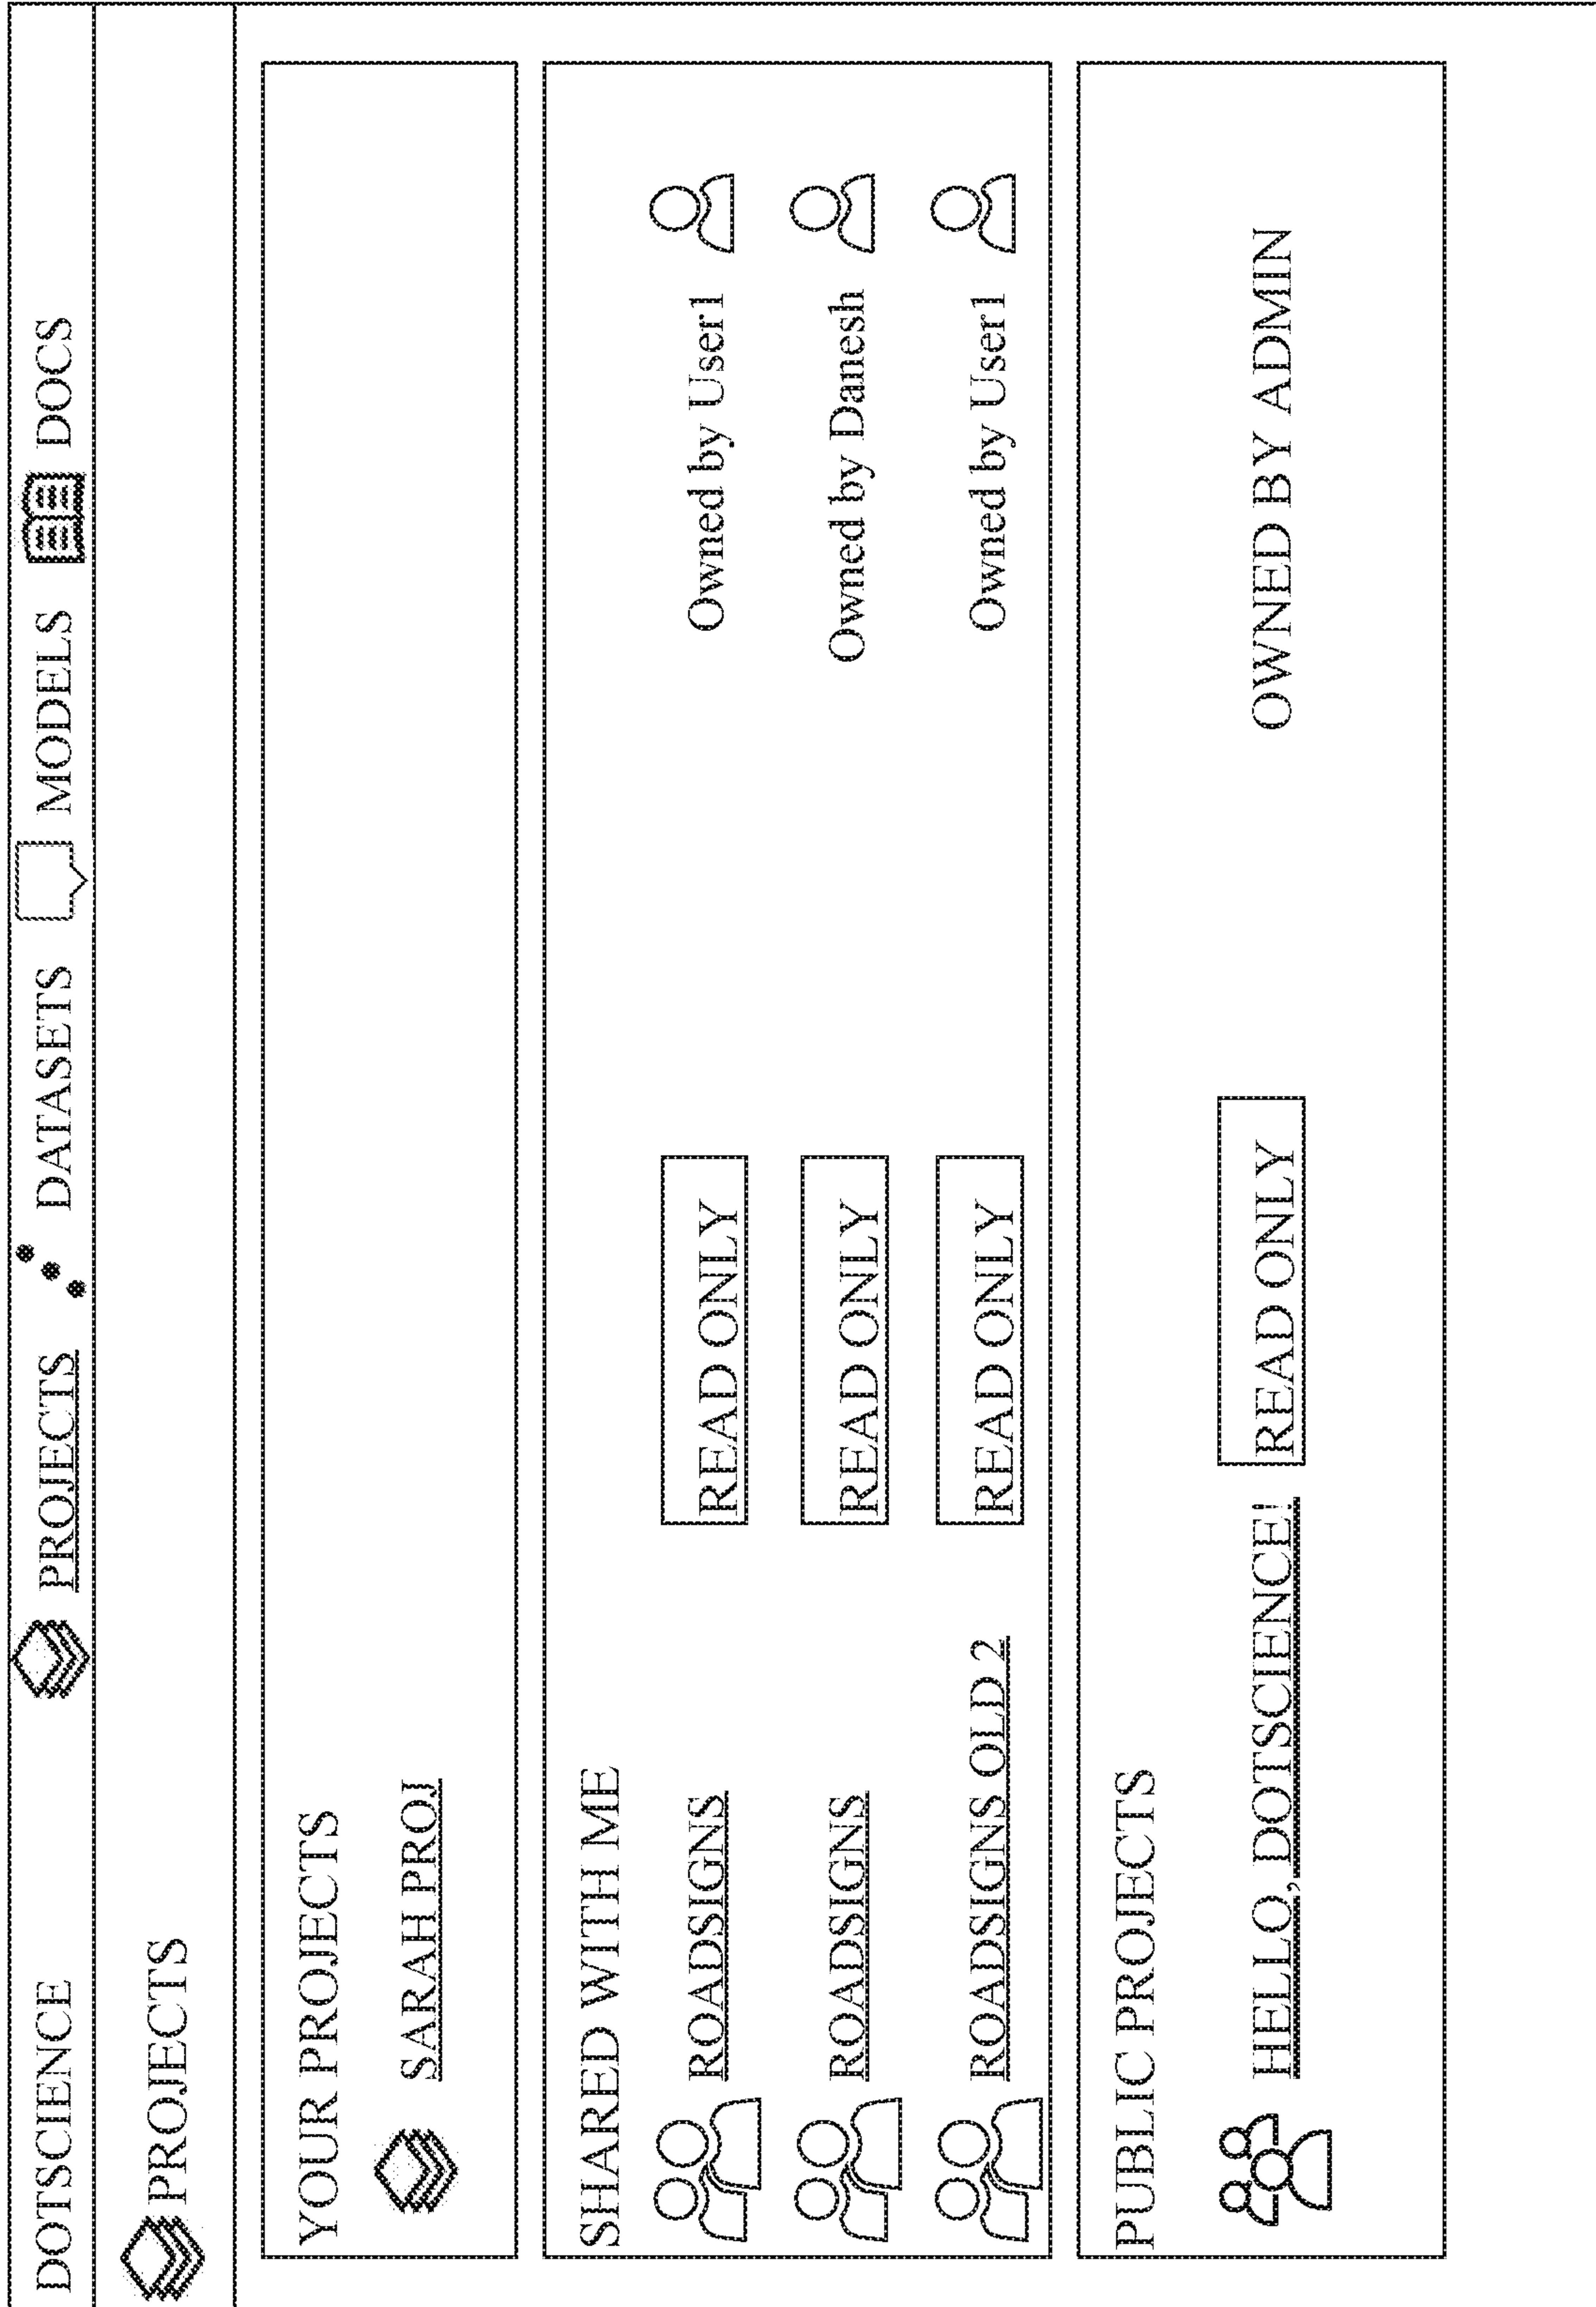 DOTSCIENCE PROJECTS DATASETS MODELS DOCS
PROJECTS
YOUR PROJECTS
SARAH PROJ
SHARED WITH ME
ROADSIGNS READ ONLY Owned by User1
ROADSIGNS READ ONLY Owned by Danesh
ROADSIGNS OLD 2 READ ONLY Owned by User1
PUBLIC PROJECTS
HELLO, DOTSCIENCE! READ ONLY OWNED BY ADMIN